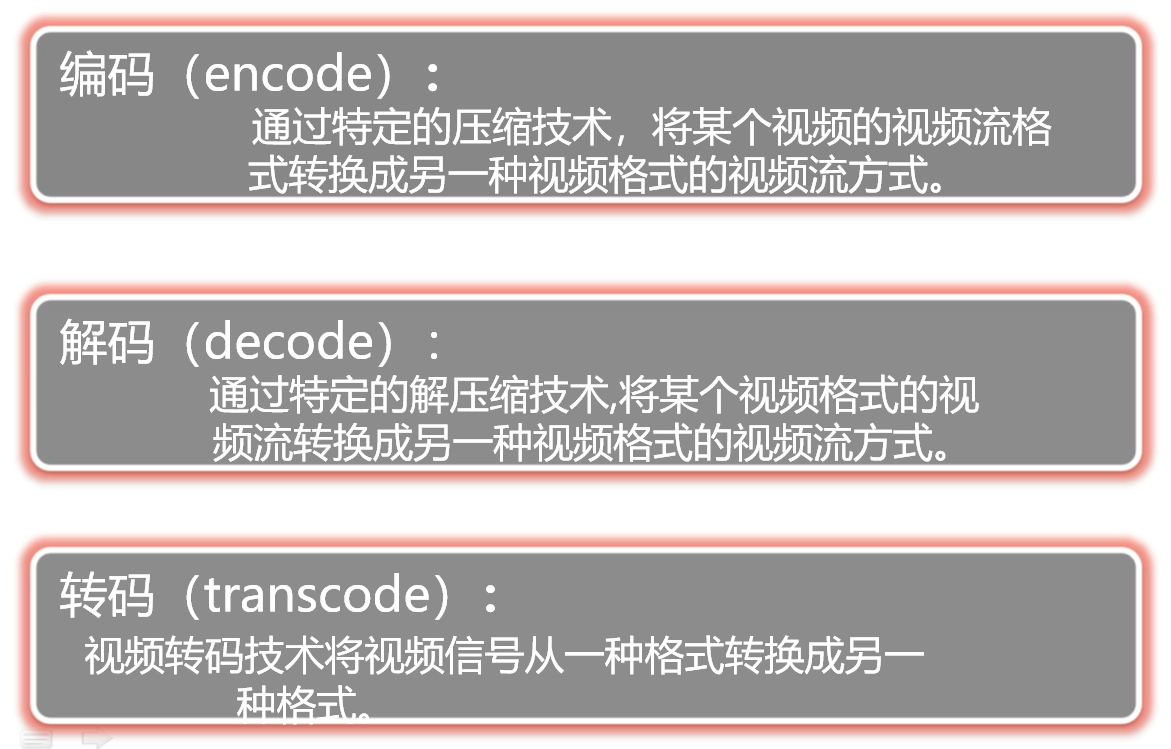 编码（encode）：
通过特定的压缩技术，将某个视频的视频流格
式转换成另一种视频格式的视频流方式。
解码（decode）:
通过特定的解压缩技术,将某个视频格式的视
频流转换成另一种视频格式的视频流方式。
转码（transcode）：
视频转码技术将视频信号从一种格式转换成另一
种格式。